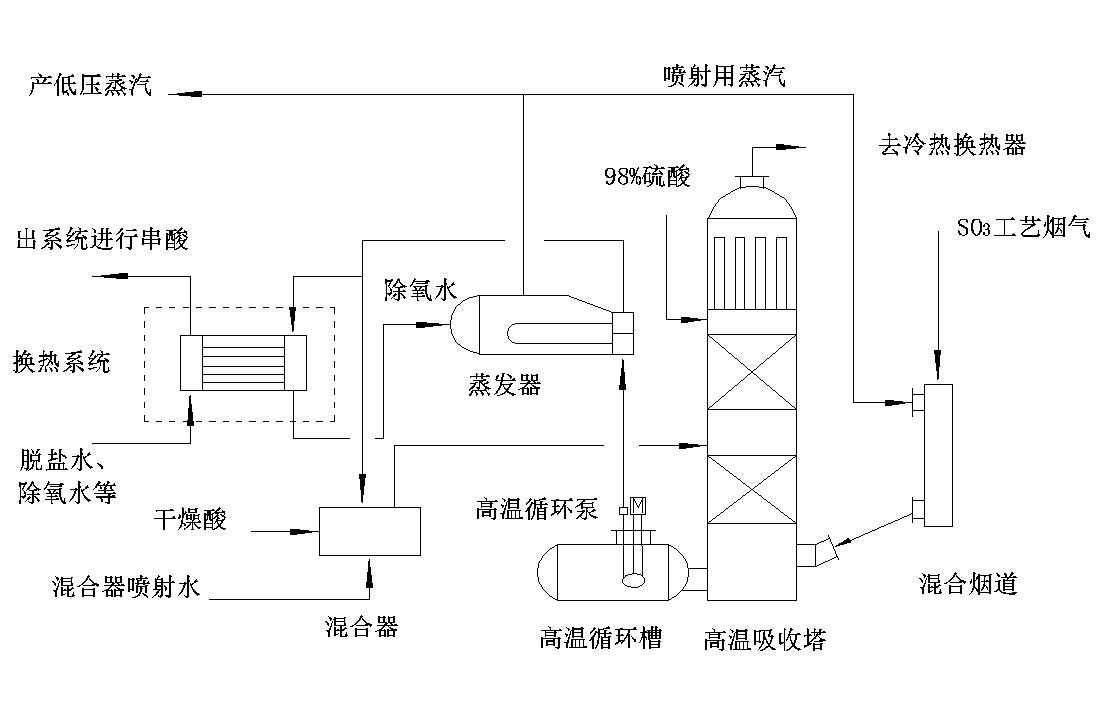 喷射用蒸汽
产低压蒸汽
去冷热换热器
98%硫酸
SO₃工艺烟气
出系统进行串酸
除氧水
换热系统
蒸发器
脱盐水、
除氧水等
高温循环泵
M
干燥酸
混合器喷射水
混合烟道
混合器
高温循环槽
高温吸收塔